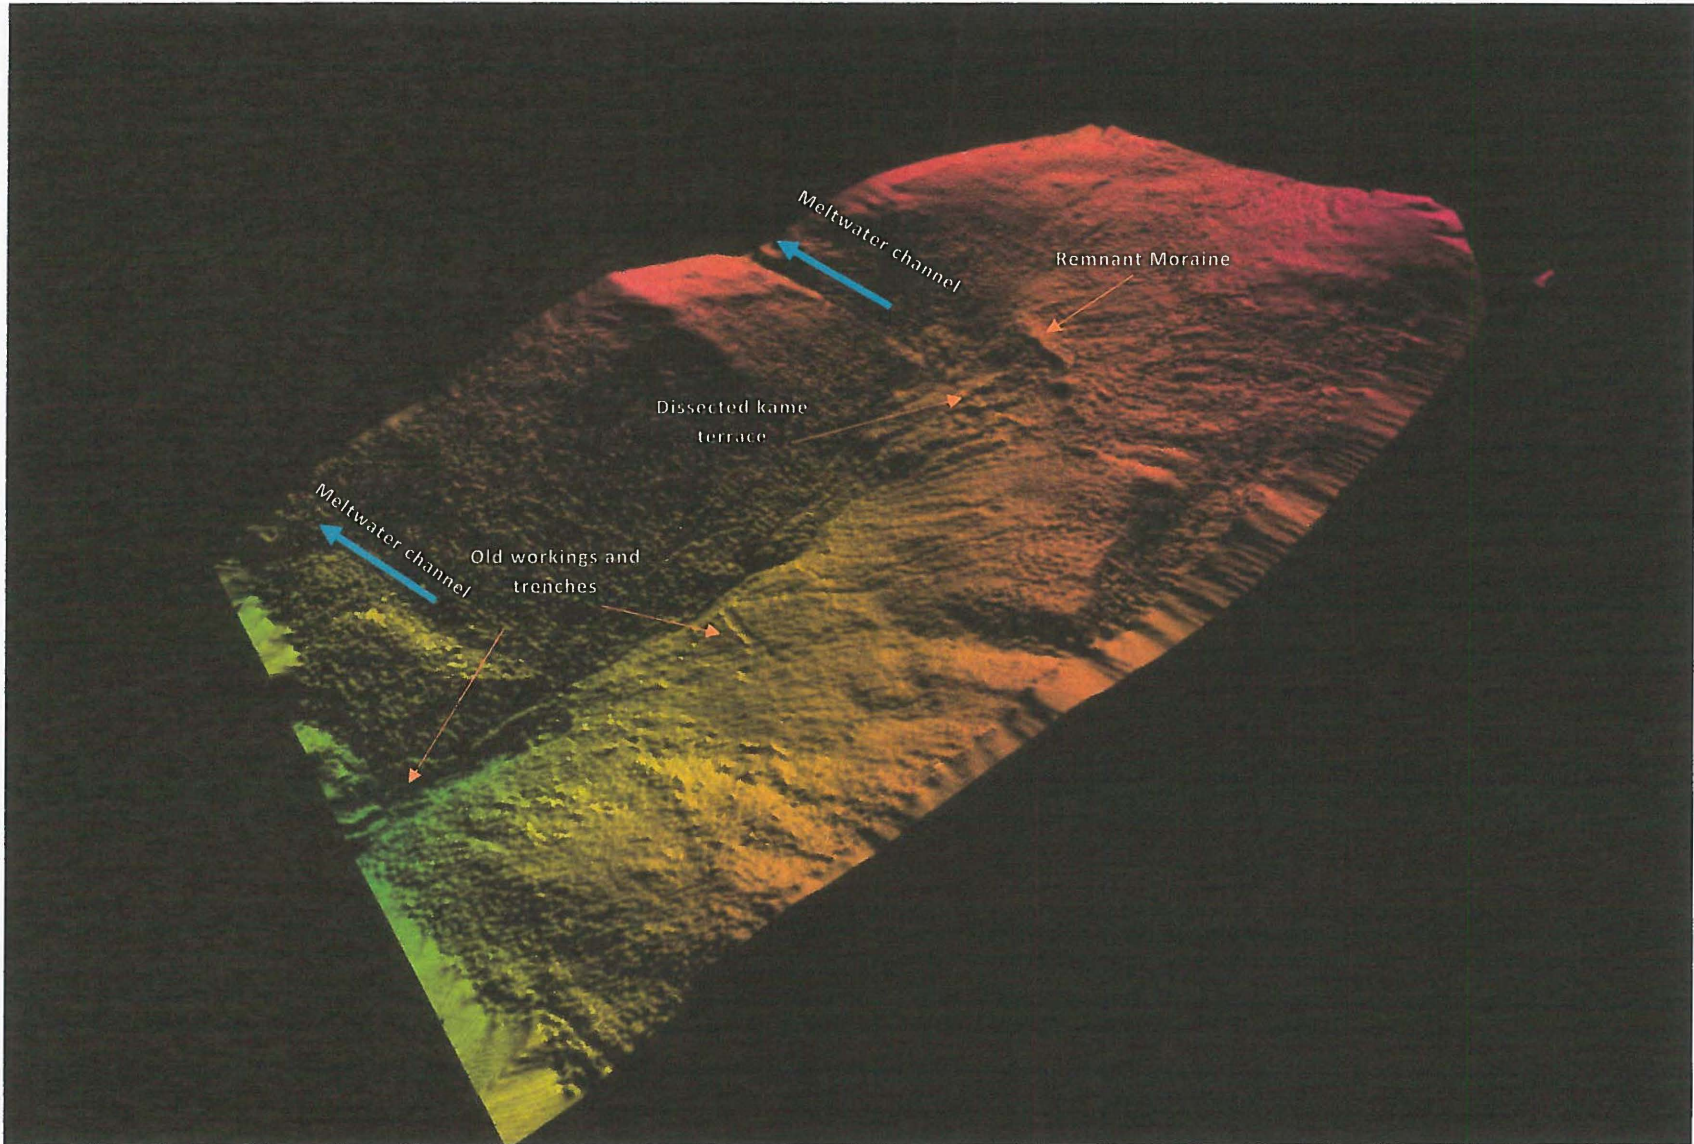 Meltwater channel
Remnant Moraine
Dissected kame
terrace
Meltwater channel
Old workings and
trenches